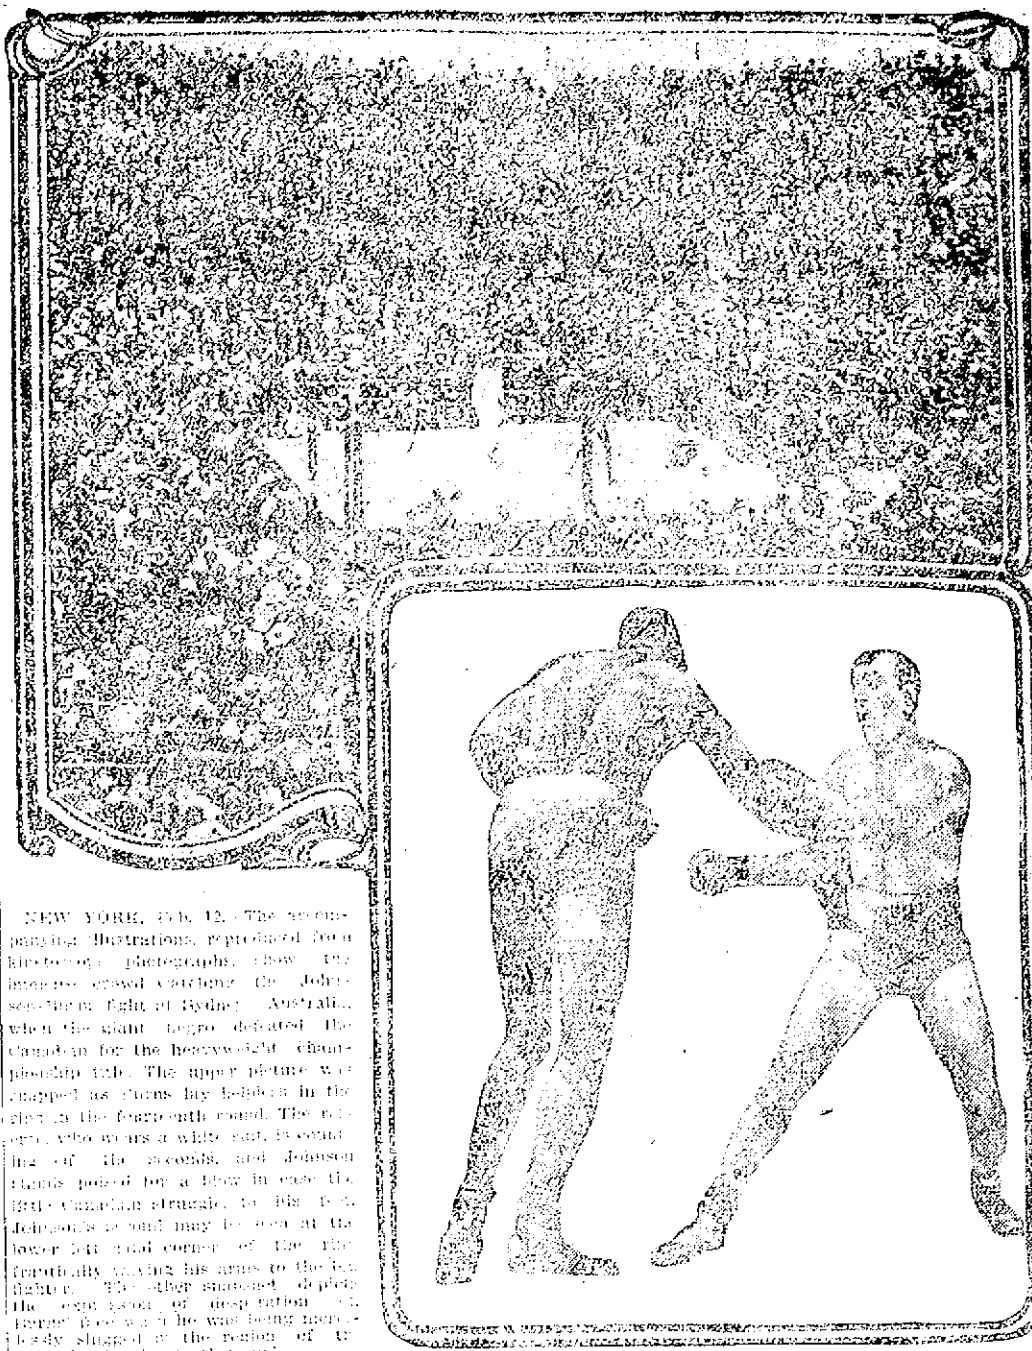 NEW YORK, Feb. 12. The accom-
panying illustrations, reproduced from
kinetoscope photographs, show the
immense crowd watching the John-
son-Burns fight at Sydney, Australia,
when the giant negro defeated the
Canadian for the heavyweight cham-
pionship title. The upper picture was
snapped as Burns lay helpless in the
ring in the fourteenth round. The ref-
eree, who wears a white suit, is count-
ing off the seconds, and Johnson
stands poised for a blow in case the
little Canadian struggles to his feet.
Johnson's second may be seen at the
lower left hand corner of the ring
frantically waving his arms to the
fighter. The other snapshot depicts
the expression of desperation
Burns' face when he was being merci-
lessly slugged in the region of the